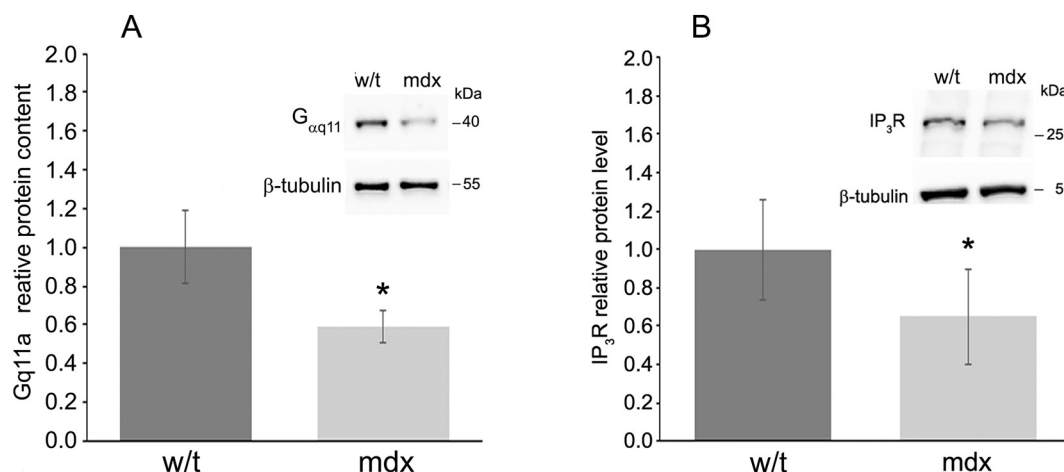 A
Gq11a relative protein content
2.0
1.8
1.6
1.4
1.2
1.0
0.8
0.6
0.4
0.2
0.0
w/t mdx
kDa
Gαq11
–40
β-tubulin
–55
*
w/t mdx
B
IP3R relative protein level
2.0
1.8
1.6
1.4
1.2
1.0
0.8
0.6
0.4
0.2
0.0
w/t mdx
kDa
IP3R
– 25
β-tubulin
– 5
*
w/t mdx